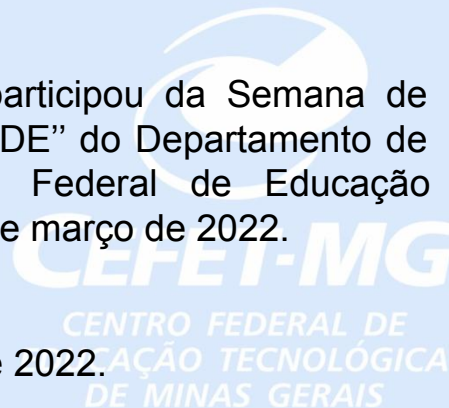 participou da Semana de
DE’’ do Departamento de
Federal de Educação
e março de 2022.
CEFET-MG
CENTRO FEDERAL DE
AÇÃO TECNOLÓGICA
e 2022.
DE MINAS GERAIS